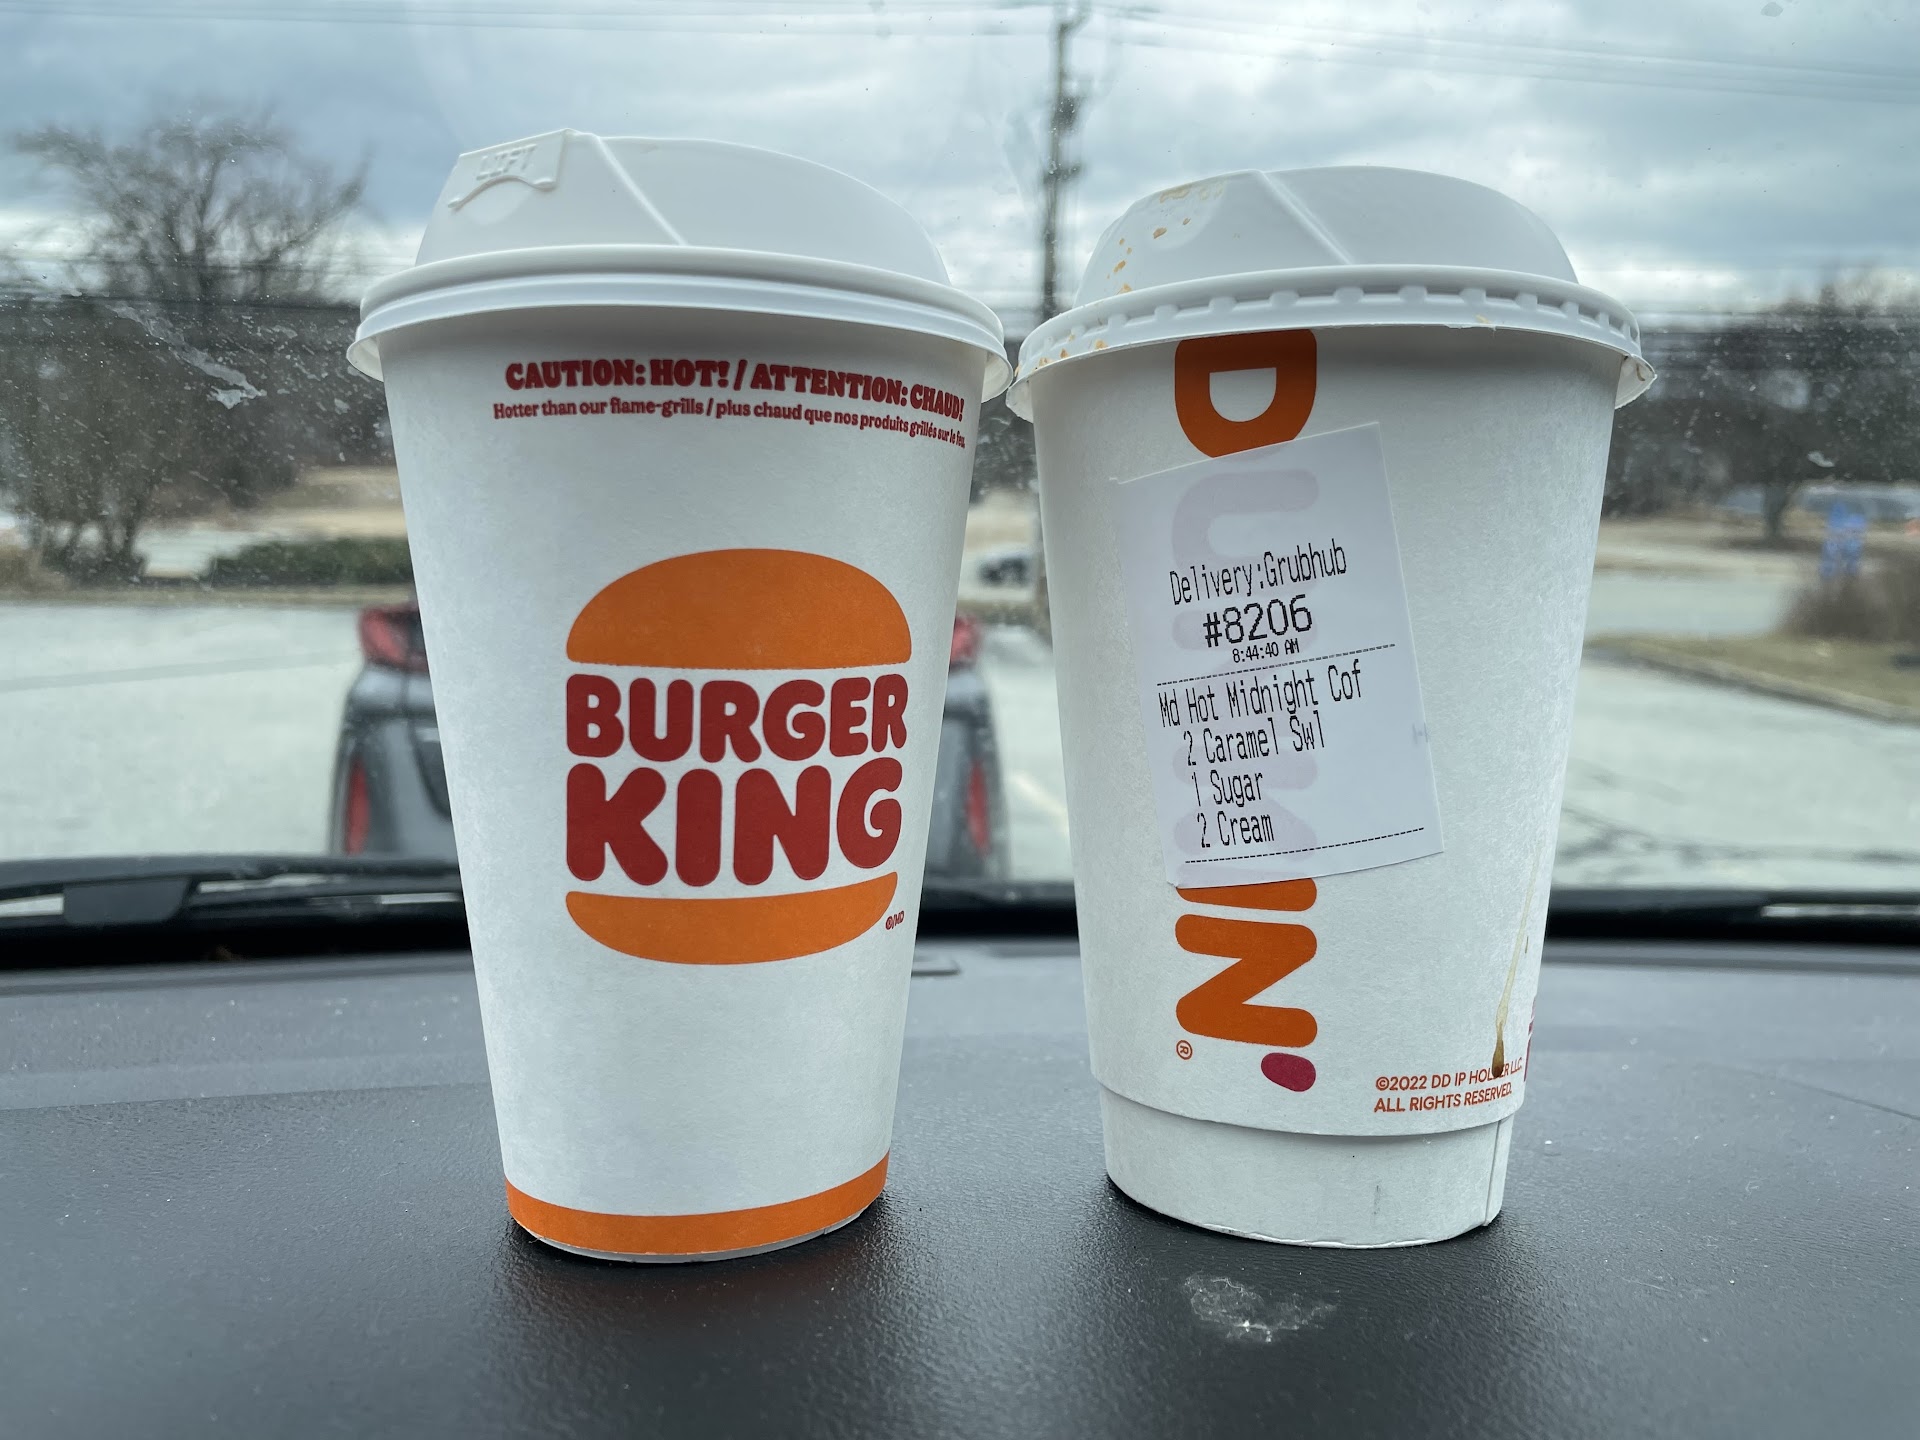 LIFT
CAUTION: HOT! / ATTENTION: CHAUD!
Hotter than our flame-grills / plus chaud que nos produits grillés sur le feu.
BURGER
KING
®/MD
DUNKIN'
®
Delivery:Grubhub
#8206
8:44:40 AM
Md Hot Midnight Cof
2 Caramel Swl
1 Sugar
2 Cream
©2022 DD IP HOLDER LLC.
ALL RIGHTS RESERVED.